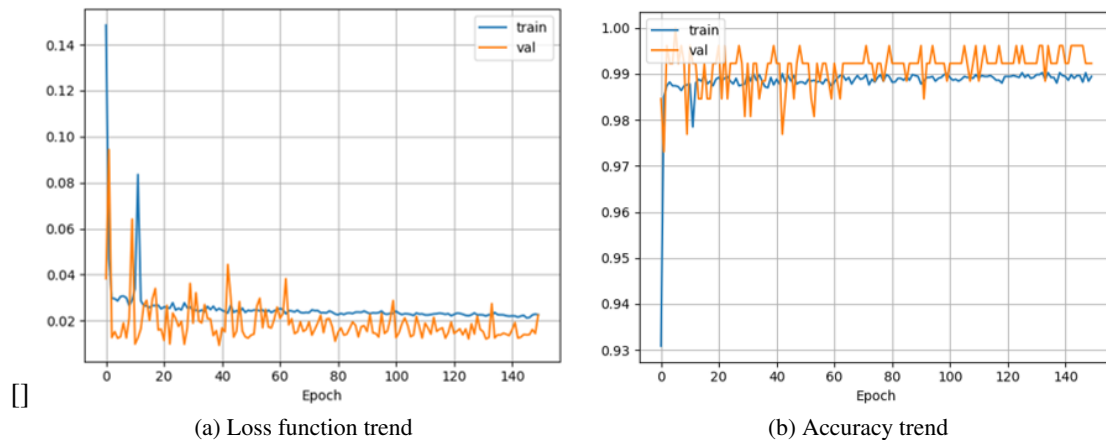 train
val
0.14
0.12
0.10
0.08
0.06
0.04
0.02
0 20 40 60 80 100 120 140
Epoch
[]
(a) Loss function trend
train
val
1.00
0.99
0.98
0.97
0.96
0.95
0.94
0.93
0 20 40 60 80 100 120 140
Epoch
(b) Accuracy trend